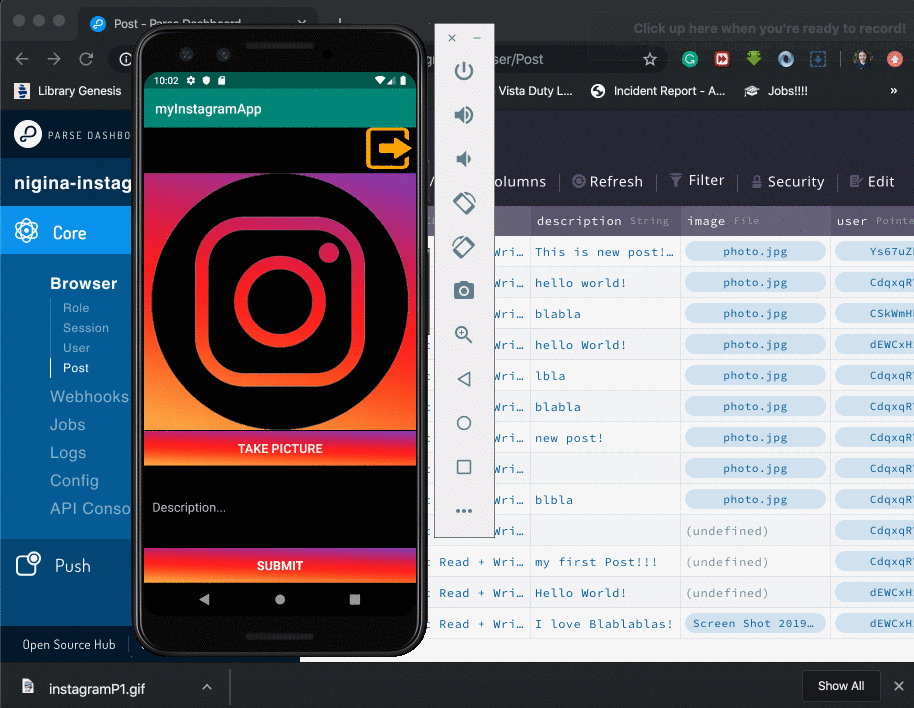 Post - Parse Dashboard
Click up here when you're ready to record!
ser/Post
Library Genesis
Vista Duty L...
Incident Report - A...
Jobs!!!!
»
PARSE DASHBO
nigina-instag
Core
Browser
Role
Session
User
Post
Webhooks
Jobs
Logs
Config
API Conso
Push
Open Source Hub
10:02
myInstagramApp
TAKE PICTURE
Description...
SUBMIT
olumns Refresh Filter Security Edit
description String image File user Pointe
Wri... This is new post!... photo.jpg Ys67uZ
Wri... hello world! photo.jpg CdqxqR
Wri... blabla photo.jpg CSkWmH
Wri... hello World! photo.jpg dEWCxH
Wri... lbla photo.jpg CdqxqR
Wri... blabla photo.jpg CdqxqR
Wri... new post! photo.jpg CdqxqR
Wri... photo.jpg CdqxqR
Wri... blbla photo.jpg CdqxqR
Wri... (undefined) CdqxqR
c Read + Wri... my first Post!!! (undefined) CdqxqR
c Read + Wri... Hello World! (undefined) dEWCxH
c Read + Wri... I love Blablablas! Screen Shot 2019... dEWCxH
instagramP1.gif
Show All